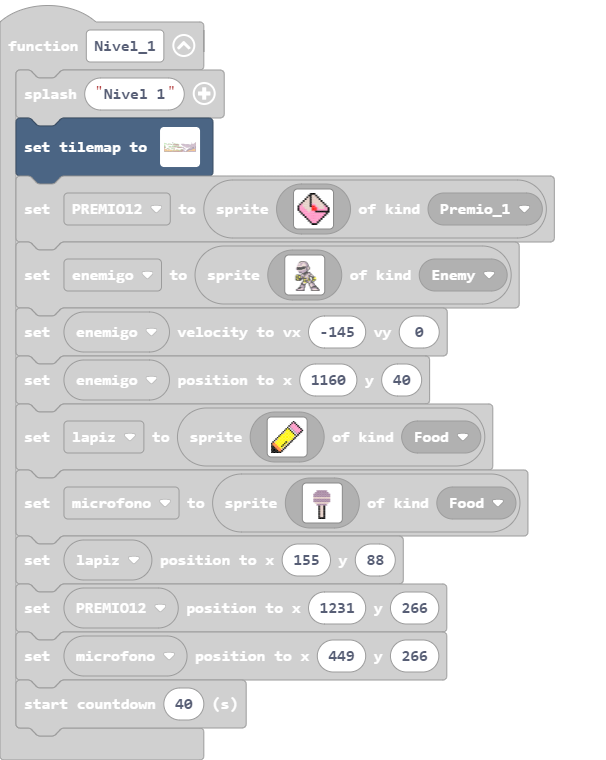 function Nivel_1
splash "Nivel 1"
set tilemap to
set PREMIO12 to sprite of kind Premio_1
set enemigo to sprite of kind Enemy
set enemigo velocity to vx -145 vy 0
set enemigo position to x 1160 y 40
set lapiz to sprite of kind Food
set microfono to sprite of kind Food
set lapiz position to x 155 y 88
set PREMIO12 position to x 1231 y 266
set microfono position to x 449 y 266
start countdown 40 (s)